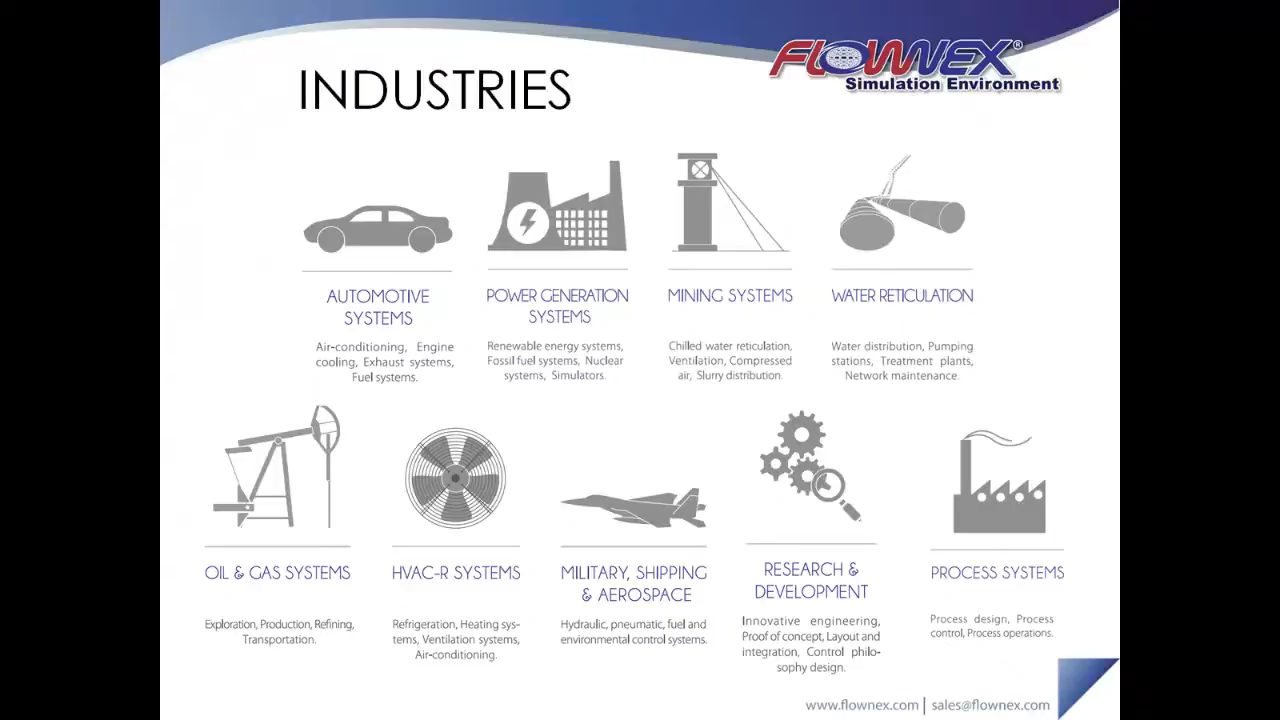 FLOWNEX®
Simulation Environment
INDUSTRIES
AUTOMOTIVE
SYSTEMS
Air-conditioning, Engine
cooling, Exhaust systems,
Fuel systems.
POWER GENERATION
SYSTEMS
Renewable energy systems,
Fossil fuel systems, Nuclear
systems, Simulators.
MINING SYSTEMS
Chilled water reticulation,
Ventilation, Compressed
air, Slurry distribution.
WATER RETICULATION
Water distribution, Pumping
stations, Treatment plants,
Network maintenance.
OIL & GAS SYSTEMS
Exploration, Production, Refining,
Transportation.
HVAC-R SYSTEMS
Refrigeration, Heating sys-
tems, Ventilation systems,
Air-conditioning.
MILITARY, SHIPPING
& AEROSPACE
Hydraulic, pneumatic, fuel and
environmental control systems.
RESEARCH &
DEVELOPMENT
Innovative engineering,
Proof of concept, Layout and
integration, Control philo-
sophy design.
PROCESS SYSTEMS
Process design, Process
control, Process operations.
www.flownex.com | sales@flownex.com